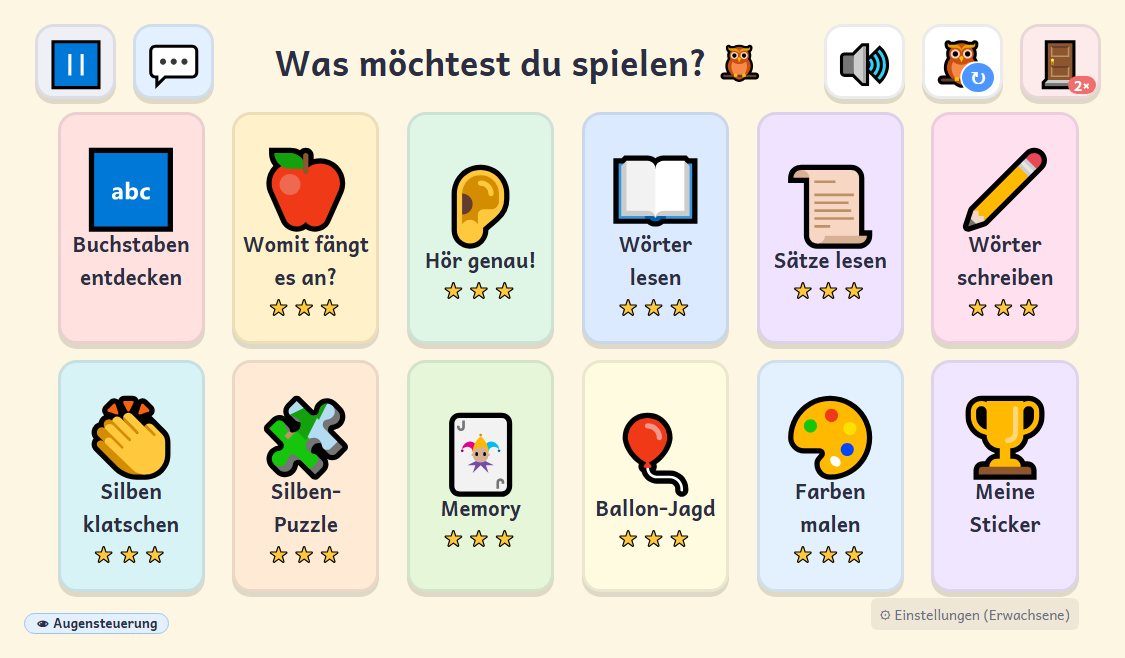 Was möchtest du spielen?
2×
abc
Buchstaben
entdecken
Womit fängt
es an?
Hör genau!
Wörter
lesen
Sätze lesen
Wörter
schreiben
Silben
klatschen
Silben-
Puzzle
J
J
Memory
Ballon-Jagd
Farben
malen
Meine
Sticker
Augensteuerung
Einstellungen (Erwachsene)